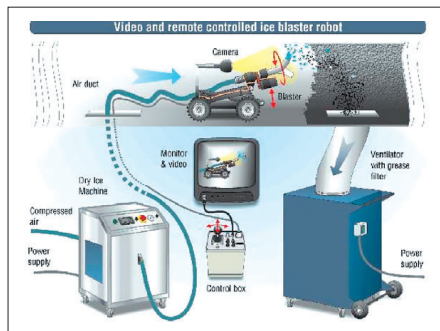 Video and remote controlled ice blaster robot
Camera
Air duct
Blaster
Monitor
& video
Ventilator
with grease
filter
Dry Ice
Machine
Compressed
air
Power
supply
Control box
Power
supply